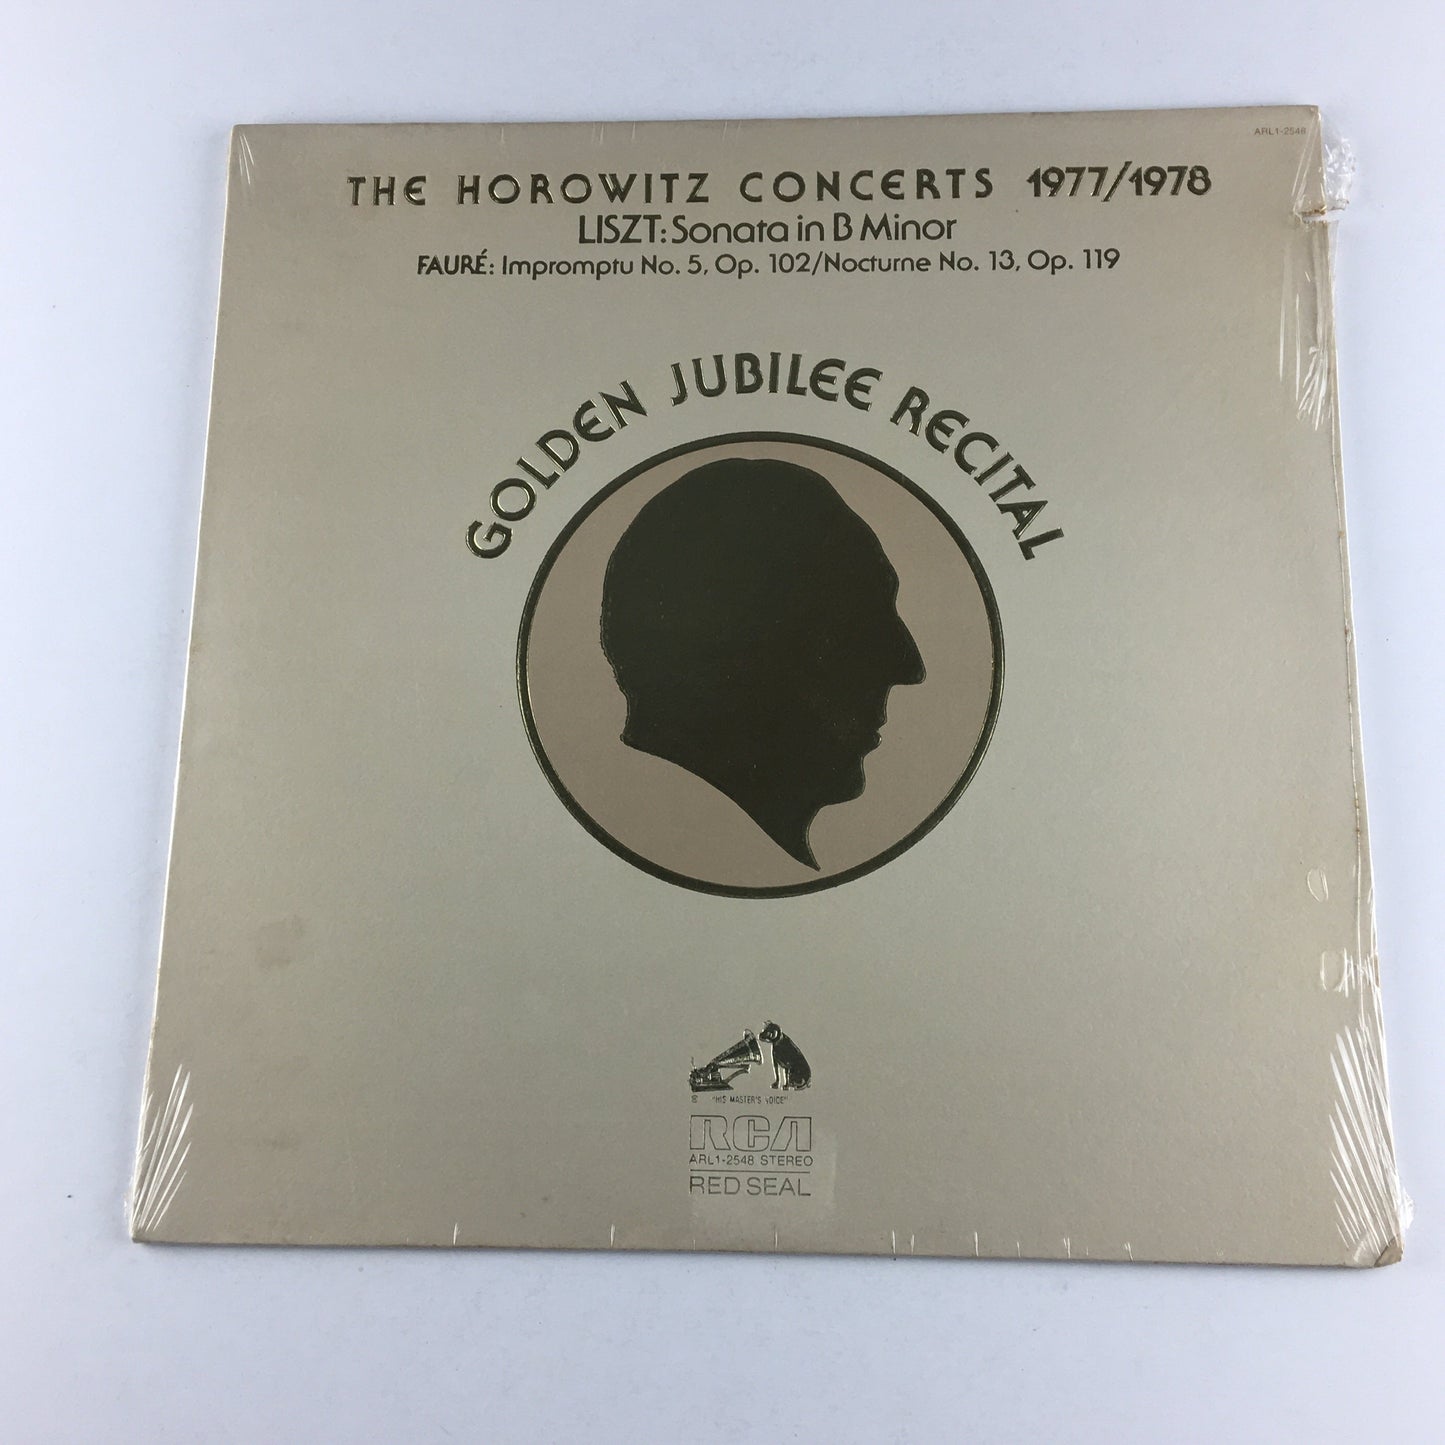 ARL1-2548
THE HOROWITZ CONCERTS 1977/1978
LISZT: Sonata in B Minor
FAURÉ: Impromptu No. 5, Op. 102/Nocturne No. 13, Op. 119
GOLDEN JUBILEE RECITAL
"HIS MASTER'S VOICE"
RCA
ARL1-2548 STEREO
RED SEAL